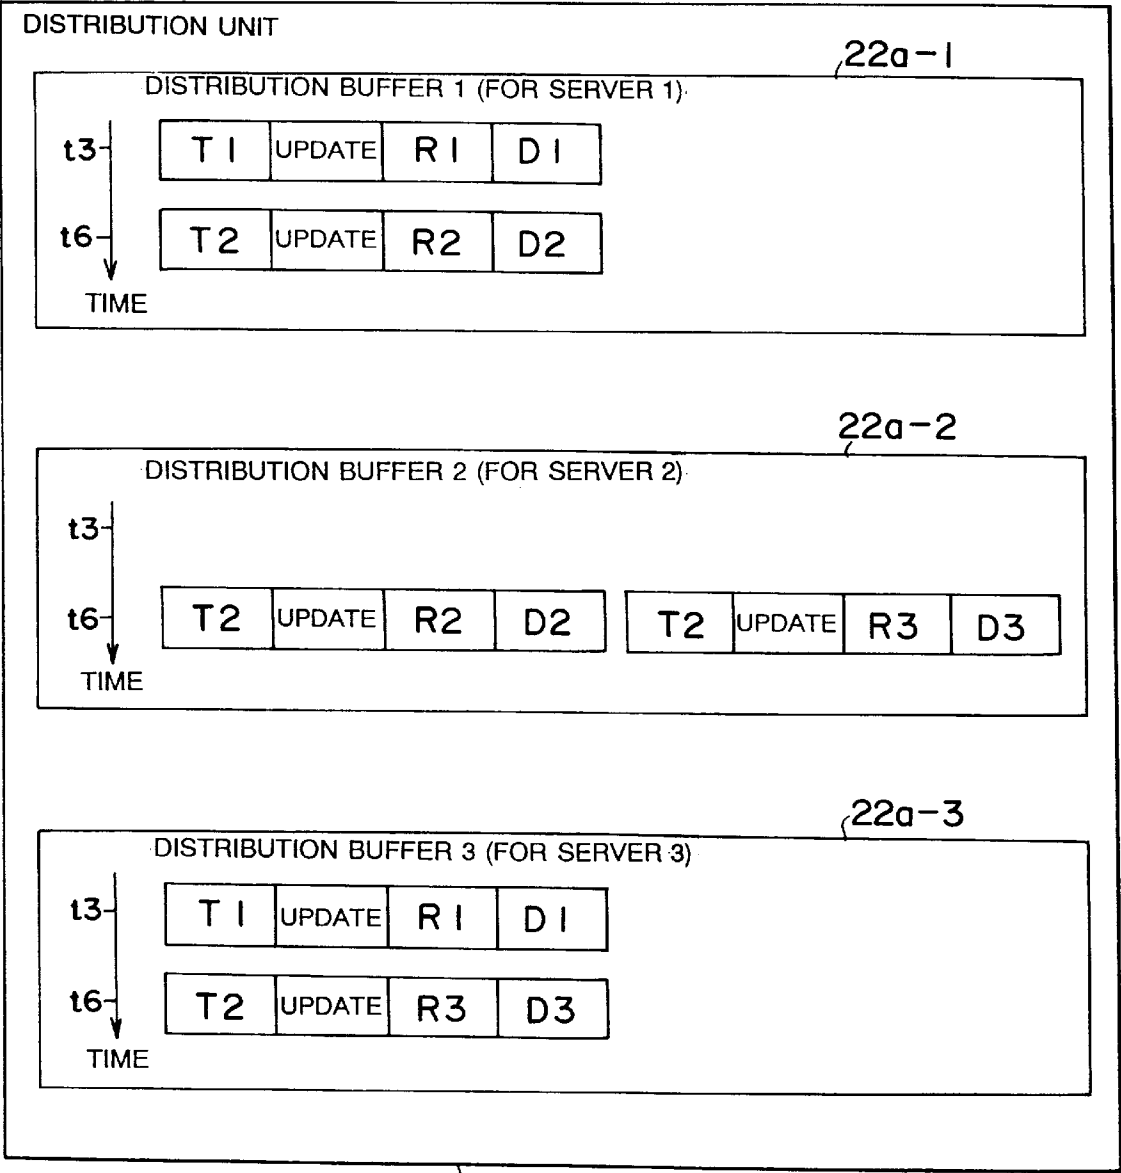 DISTRIBUTION UNIT
22a-1
DISTRIBUTION BUFFER 1 (FOR SERVER 1)
t3 T1 UPDATE R1 D1
t6 T2 UPDATE R2 D2
TIME
22a-2
DISTRIBUTION BUFFER 2 (FOR SERVER 2)
t3
t6 T2 UPDATE R2 D2 T2 UPDATE R3 D3
TIME
22a-3
DISTRIBUTION BUFFER 3 (FOR SERVER 3)
t3 T1 UPDATE R1 D1
t6 T2 UPDATE R3 D3
TIME